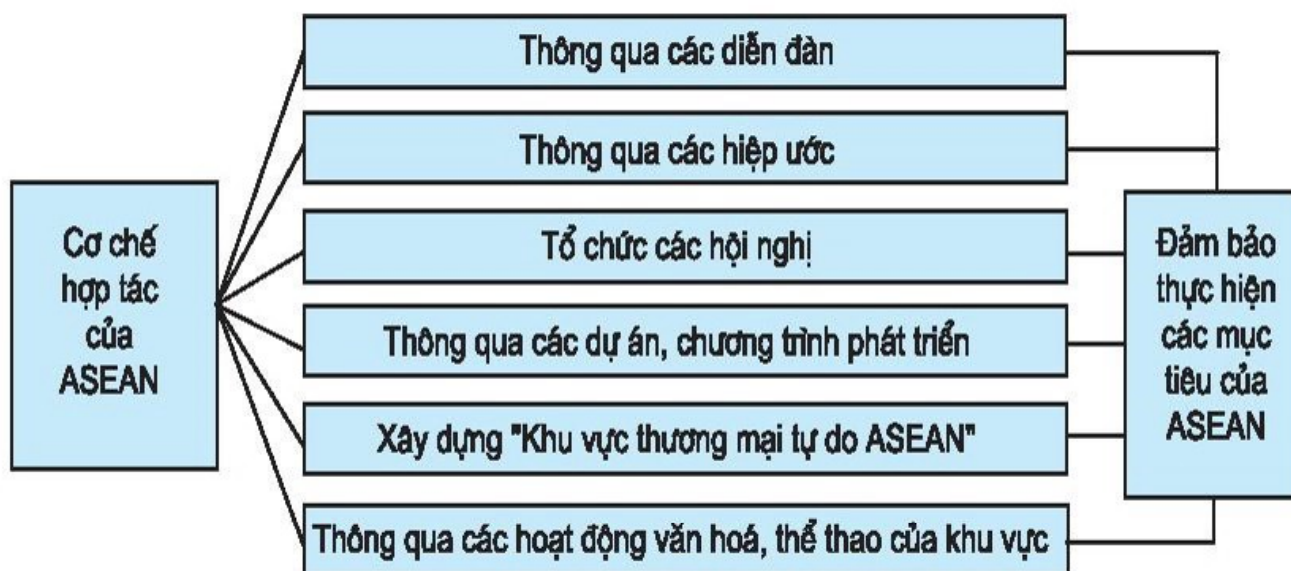 Cơ chế
hợp tác
của
ASEAN
Thông qua các diễn đàn
Thông qua các hiệp ước
Tổ chức các hội nghị
Thông qua các dự án, chương trình phát triển
Xây dựng "Khu vực thương mại tự do ASEAN"
Thông qua các hoạt động văn hoá, thể thao của khu vực
Đảm bảo
thực hiện
các mục
tiêu của
ASEAN